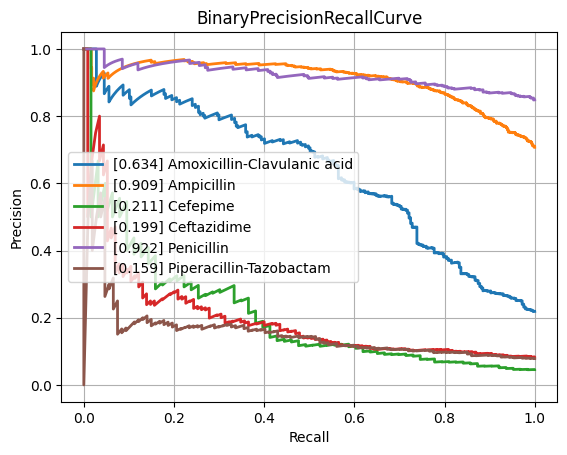 BinaryPrecisionRecallCurve
1.0
0.8
0.6
0.4
0.2
0.0
Precision
[0.634] Amoxicillin-Clavulanic acid
[0.909] Ampicillin
[0.211] Cefepime
[0.199] Ceftazidime
[0.922] Penicillin
[0.159] Piperacillin-Tazobactam
0.0 0.2 0.4 0.6 0.8 1.0
Recall